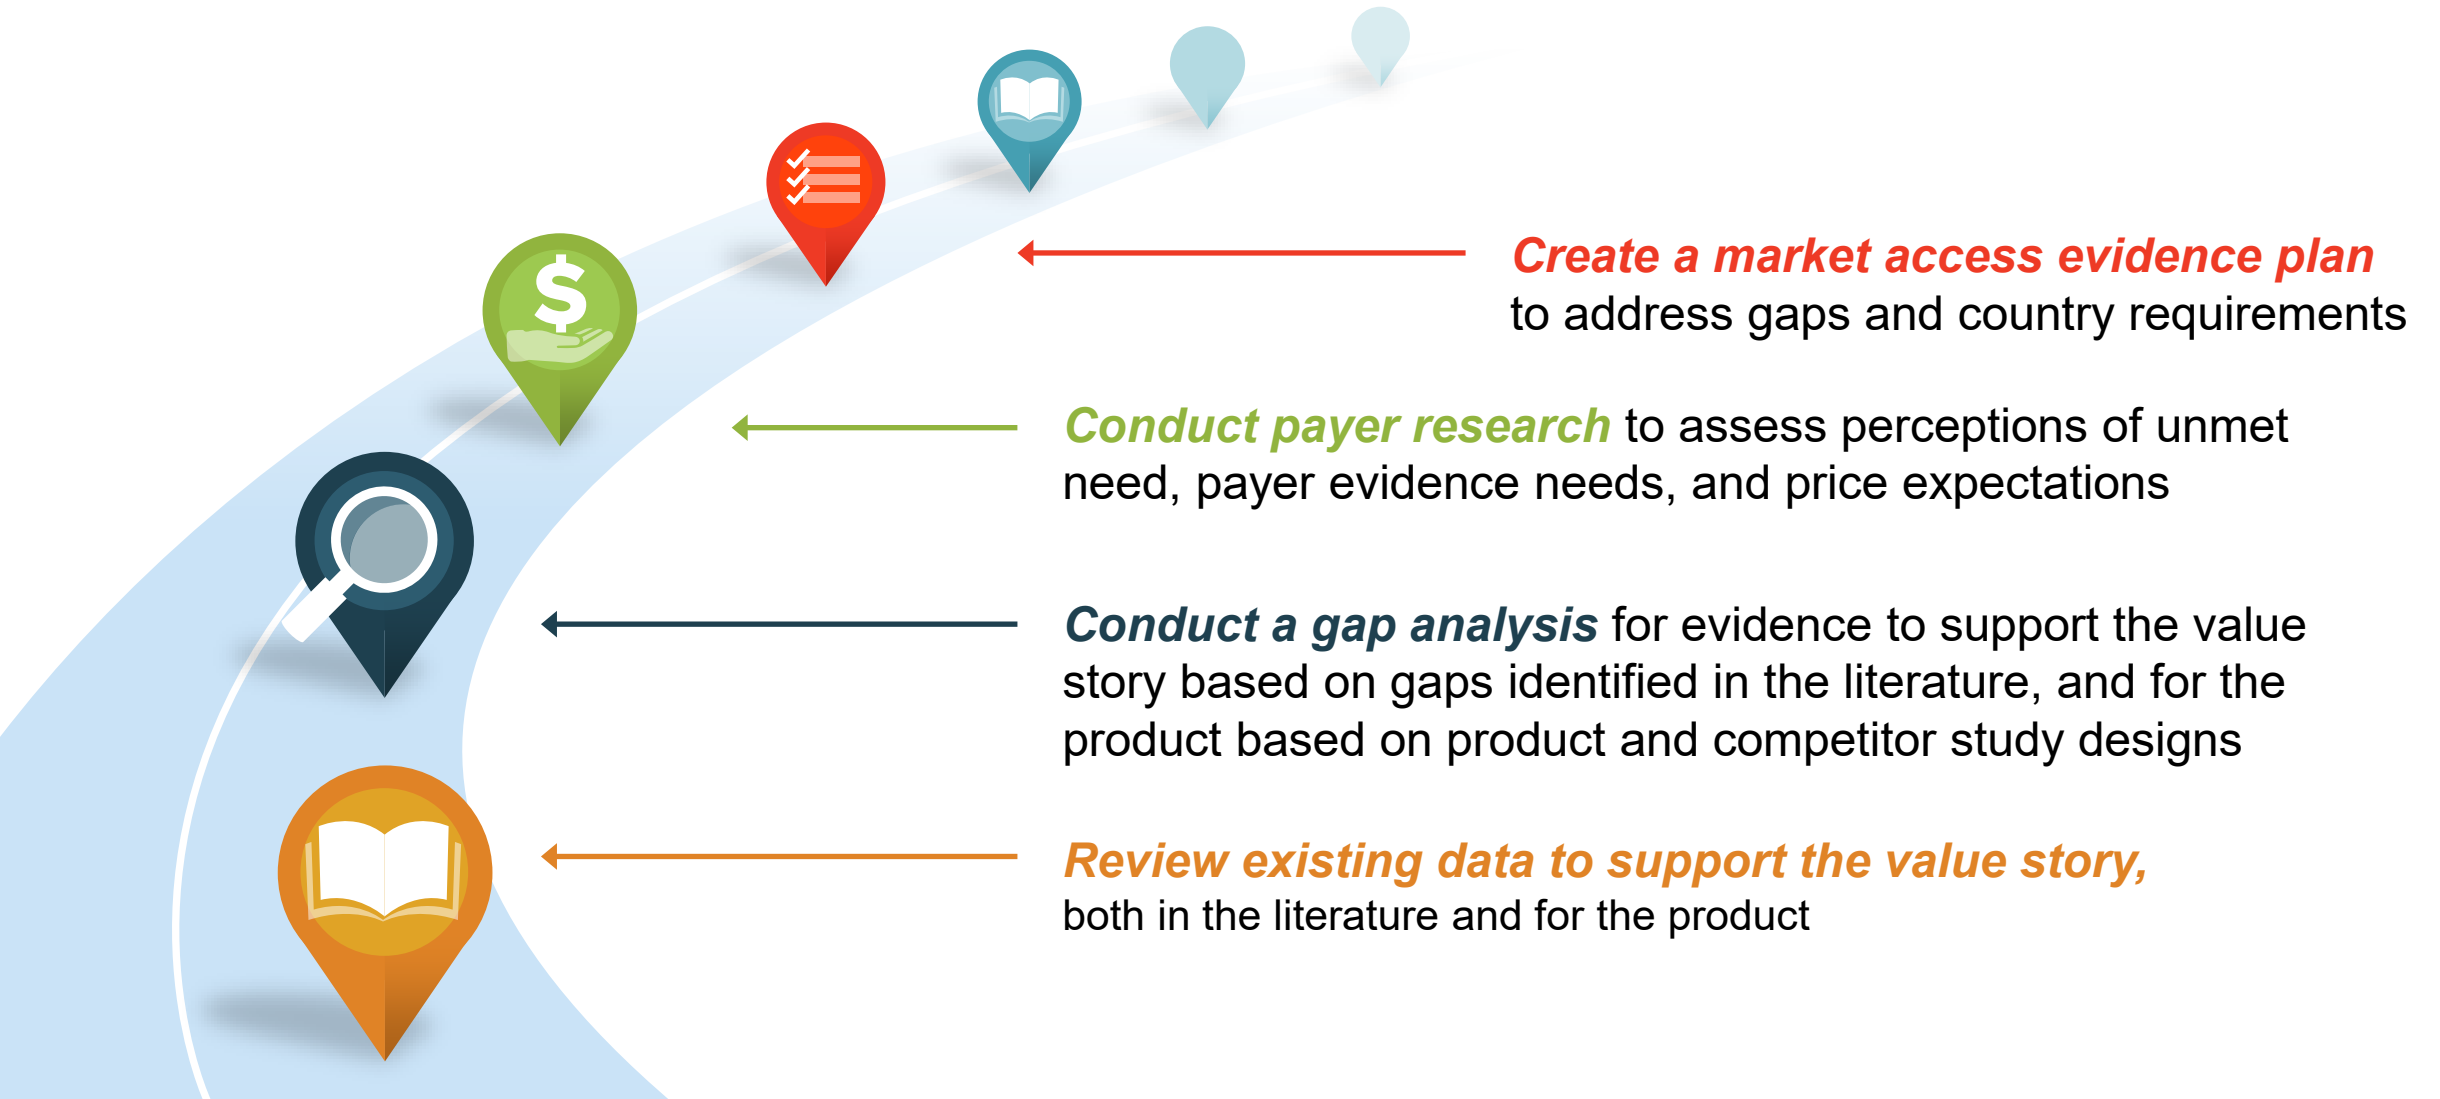 Create a market access evidence plan
to address gaps and country requirements
Conduct payer research to assess perceptions of unmet
need, payer evidence needs, and price expectations
Conduct a gap analysis for evidence to support the value
story based on gaps identified in the literature, and for the
product based on product and competitor study designs
Review existing data to support the value story,
both in the literature and for the product